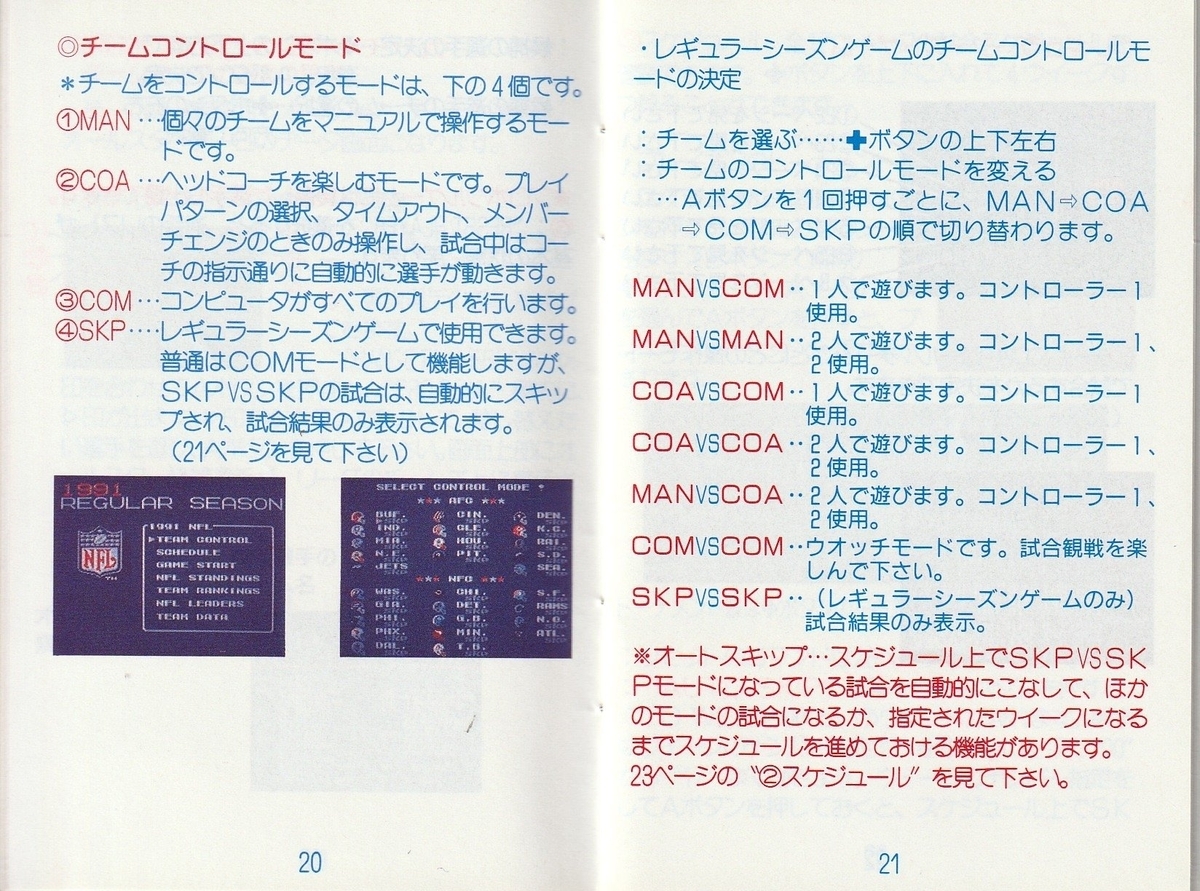 ◎チームコントロールモード
＊チームをコントロールするモードは、下の４個です。
①MAN…個々のチームをマニュアルで操作するモー
ドです。
②COA…ヘッドコーチを楽しむモードです。プレイ
パターンの選択、タイムアウト、メンバー
チェンジのときのみ操作し、試合中はコー
チの指示通りに自動的に選手が動きます。
③COM…コンピュータがすべてのプレイを行います。
④SKP‥‥レギュラーシーズンゲームで使用できます。
普通はCOMモードとして機能しますが、
SKPVSSKPの試合は、自動的にスキッ
プされ、試合結果のみ表示されます。
（21ページを見て下さい）
1991
REGULAR SEASON
1991 NFL
TEAM CONTROL
SCHEDULE
GAME START
NFL STANDINGS
TEAM RANKINGS
NFL LEADERS
TEAM DATA
NFL
TM
SELECT CONTROL MODE
★★★ AFC ★★★
BUF. CIN. DEN.
SKP SKP SKP
IND. CLE. K.C.
MIA. HOU. RAI.
N.E. PIT. S.D.
JETS SEA.
★★★ NFC ★★★
WAS. CHI. S.F.
GIA. DET. RAMS
PHI. G.B. N.O.
PHX. MIN. ATL.
DAL. T.B.
20
・レギュラーシーズンゲームのチームコントロールモ
ードの決定
：チームを選ぶ……✚ボタンの上下左右
：チームのコントロールモードを変える
…Aボタンを１回押すごとに、MAN⇨COA
⇨COM⇨SKPの順で切り替わります。
MANVSCOM‥１人で遊びます。コントローラー１
使用。
MANVSMAN‥２人で遊びます。コントローラー１、
２使用。
COAVSCOM‥１人で遊びます。コントローラー１
使用。
COAVSCOA‥２人で遊びます。コントローラー１、
２使用。
MANVSCOA‥２人で遊びます。コントローラー１、
２使用。
COMVSCOM‥ウオッチモードです。試合観戦を楽
しんで下さい。
SKPVSSKP‥（レギュラーシーズンゲームのみ）
試合結果のみ表示。
※オートスキップ…スケジュール上でSKPVSSK
Pモードになっている試合を自動的にこなして、ほか
のモードの試合になるか、指定されたウイークになる
までスケジュールを進めておける機能があります。
23ページの〝②スケジュール〟を見て下さい。
21